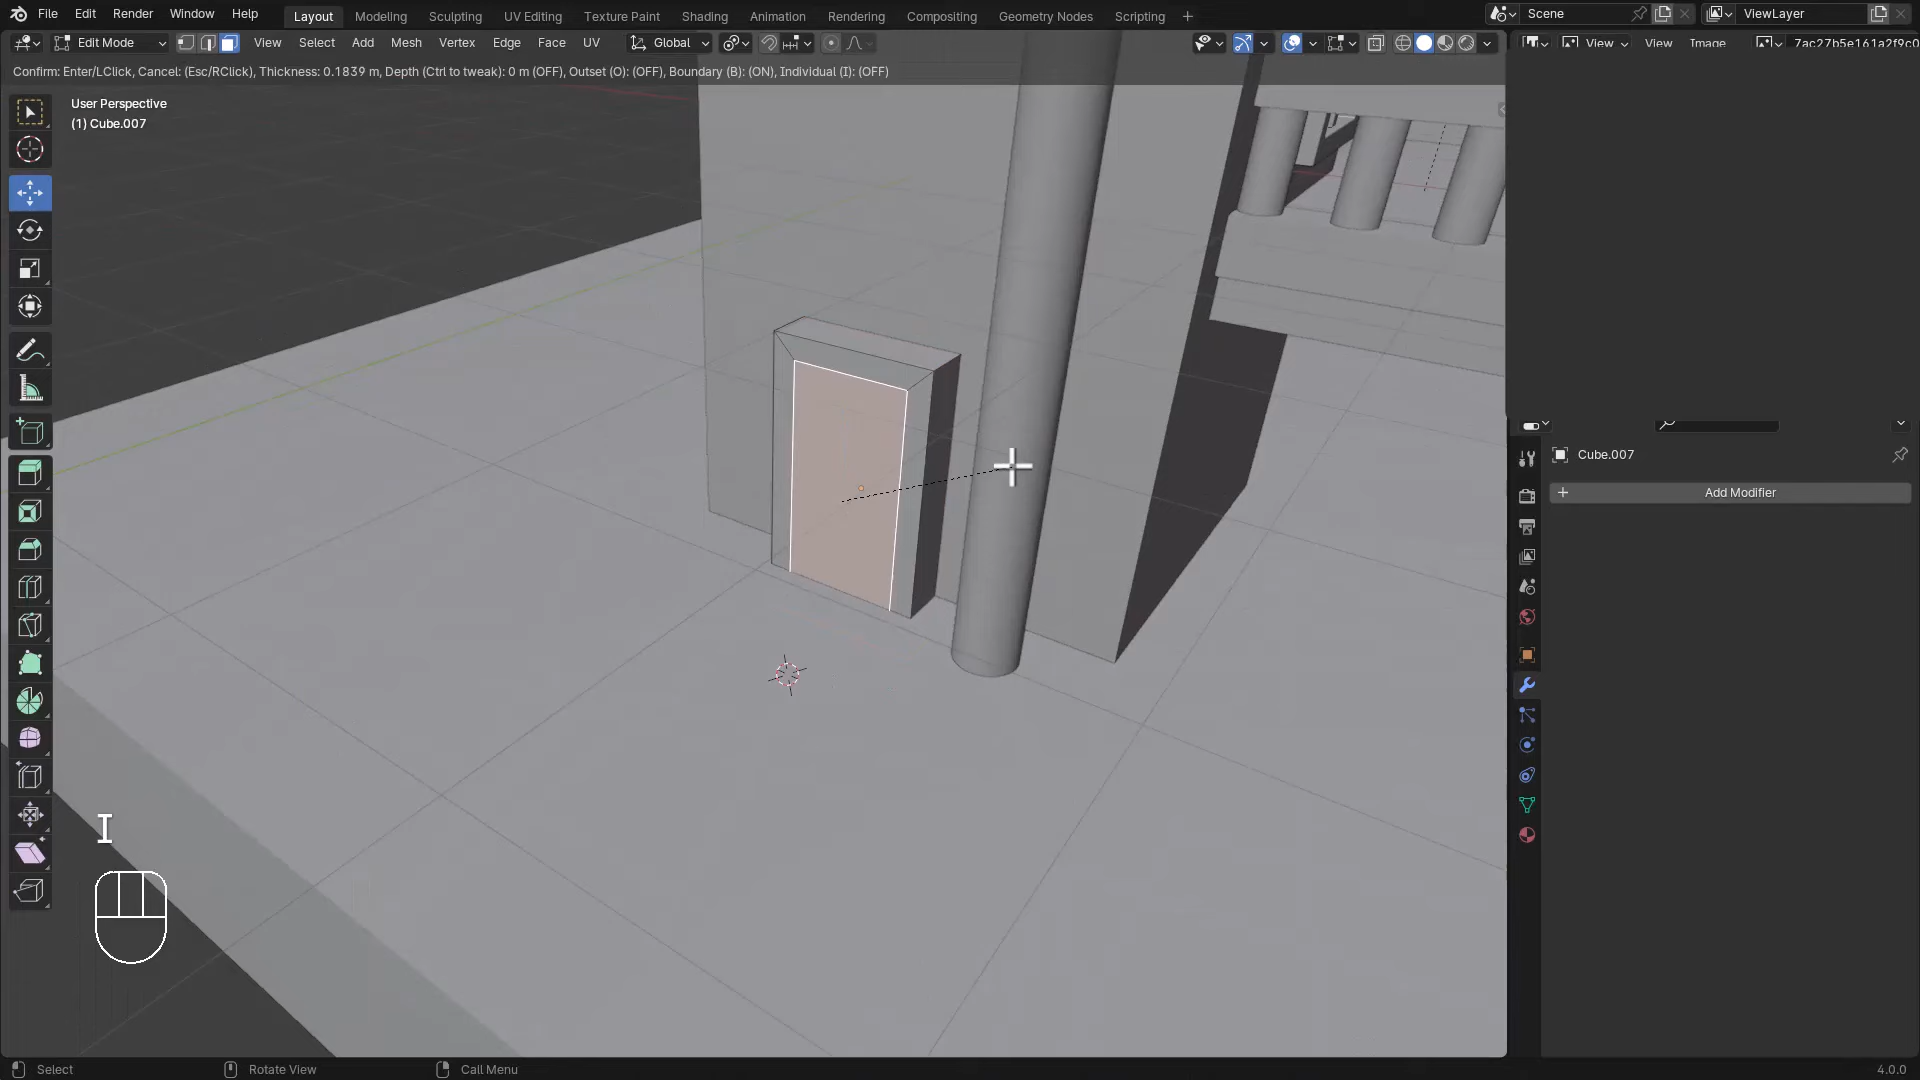 File Edit Render Window Help Layout Modeling Sculpting UV Editing Texture Paint Shading Animation Rendering Compositing Geometry Nodes Scripting + Scene ViewLayer
Edit Mode View Select Add Mesh Vertex Edge Face UV Global View View Image 7ac27b5e161a2f9c0
Confirm: Enter/LClick, Cancel: (Esc/RClick), Thickness: 0.1839 m, Depth (Ctrl to tweak): 0 m (OFF), Outset (O): (OFF), Boundary (B): (ON), Individual (I): (OFF)
User Perspective
(1) Cube.007
Cube.007
+ Add Modifier
I
Select Rotate View Call Menu 4.0.0